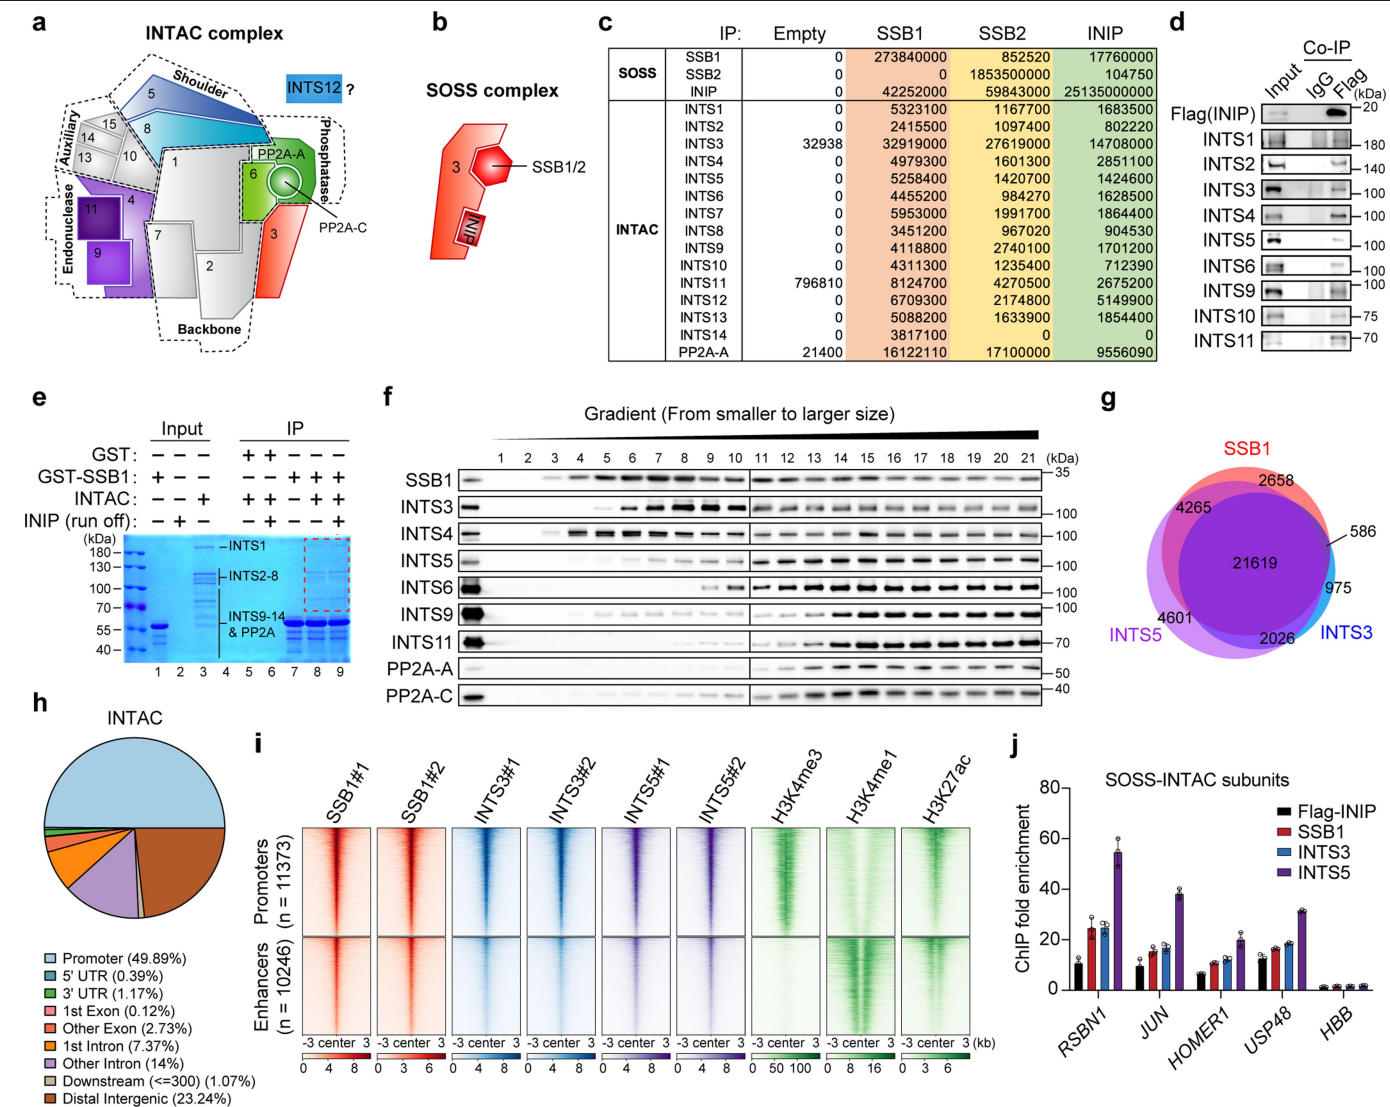 a
INTAC complex
Shoulder
INTS12 ?
5
8
Auxiliary
15
14
13
10
1
PP2A-A
Phosphatase
6
PP2A-C
4
11
9
Endonuclease
7
2
3
Backbone
b
SOSS complex
3
SSB1/2
INIP
c
IP: Empty SSB1 SSB2 INIP
SOSS
SSB1 0 273840000 852520 17760000
SSB2 0 0 1853500000 104750
INIP 0 42252000 59843000 25135000000
INTAC
INTS1 0 5323100 1167700 1683500
INTS2 0 2415500 1097400 802220
INTS3 32938 32919000 27619000 14708000
INTS4 0 4979300 1601300 2851100
INTS5 0 5258400 1420700 1424600
INTS6 0 4455200 984270 1628500
INTS7 0 5953000 1991700 1864400
INTS8 0 3451200 967020 904530
INTS9 0 4118800 2740100 1701200
INTS10 0 4311300 1235400 712390
INTS11 796810 8124700 4270500 2675200
INTS12 0 6709300 2174800 5149900
INTS13 0 5088200 1633900 1854400
INTS14 0 3817100 0 0
PP2A-A 21400 16122110 17100000 9556090
d
Co-IP
Input IgG Flag
(kDa)
Flag(INIP) 20
INTS1 180
INTS2 140
INTS3 100
INTS4 100
INTS5 100
INTS6 100
INTS9 100
INTS10 75
INTS11 70
e
Input IP
GST: − − − + + − − −
GST-SSB1: + − − − − + + +
INTAC: − − + + + − + +
INIP (run off): − + − − + − − +
(kDa)
180
130
100
70
55
40
INTS1
INTS2-8
INTS9-14
& PP2A
1 2 3 4 5 6 7 8 9
f
Gradient (From smaller to larger size)
1 2 3 4 5 6 7 8 9 10 11 12 13 14 15 16 17 18 19 20 21 (kDa)
SSB1 35
INTS3 100
INTS4 100
INTS5 100
INTS6 100
INTS9 100
INTS11 70
PP2A-A 50
PP2A-C 40
g
SSB1
2658
4265
586
21619
975
4601
INTS5
2026
INTS3
h
INTAC
Promoter (49.89%)
5' UTR (0.39%)
3' UTR (1.17%)
1st Exon (0.12%)
Other Exon (2.73%)
1st Intron (7.37%)
Other Intron (14%)
Downstream (<=300) (1.07%)
Distal Intergenic (23.24%)
i
SSB1#1 SSB1#2 INTS3#1 INTS3#2 INTS5#1 INTS5#2 H3K4me3 H3K4me1 H3K27ac
Promoters
(n = 11373)
Enhancers
(n = 10246)
-3 center 3 -3 center 3 -3 center 3 -3 center 3 -3 center 3 -3 center 3 -3 center 3 -3 center 3 -3 center 3 (kb)
0 4 8 0 3 6 0 4 8 0 4 8 0 4 8 0 4 8 0 50 100 0 8 16 0 3 6
j
SOSS-INTAC subunits
ChIP fold enrichment
80
60
40
20
0
Flag-INIP
SSB1
INTS3
INTS5
RSBN1 JUN HOMER1 USP48 HBB